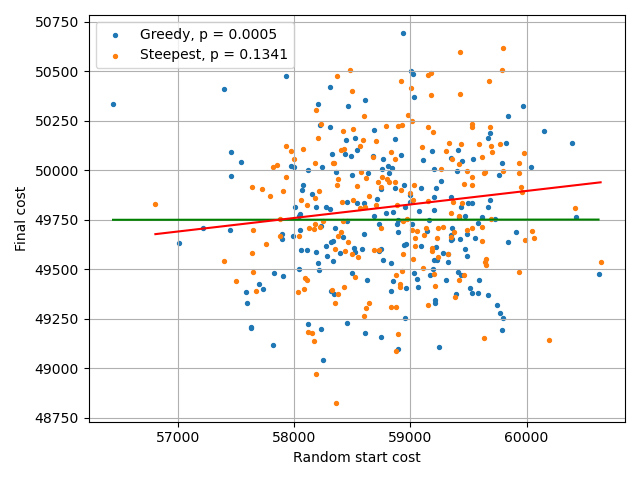 50750
50500
50250
50000
49750
49500
49250
49000
48750
Final cost
Greedy, p = 0.0005
Steepest, p = 0.1341
57000 58000 59000 60000
Random start cost